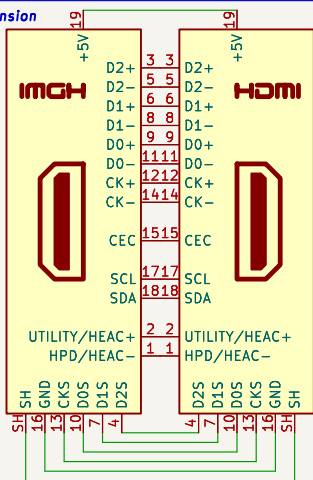 nsion
19 19
+5V +5V
D2+ 3 3 D2+
D2- 5 5 D2-
D1+ 6 6 D1+
IMGH HDMI
D1- 8 8 D1-
D0+ 9 9 D0+
D0- 11 11 D0-
CK+ 12 12 CK+
CK- 14 14 CK-
CEC 15 15 CEC
SCL 17 17 SCL
SDA 18 18 SDA
UTILITY/HEAC+ 2 2 UTILITY/HEAC+
HPD/HEAC- 1 1 HPD/HEAC-
SH GND CKS D0S D1S D2S D2S D1S D0S CKS GND SH
SH 16 13 10 7 4 4 7 10 13 16 SH